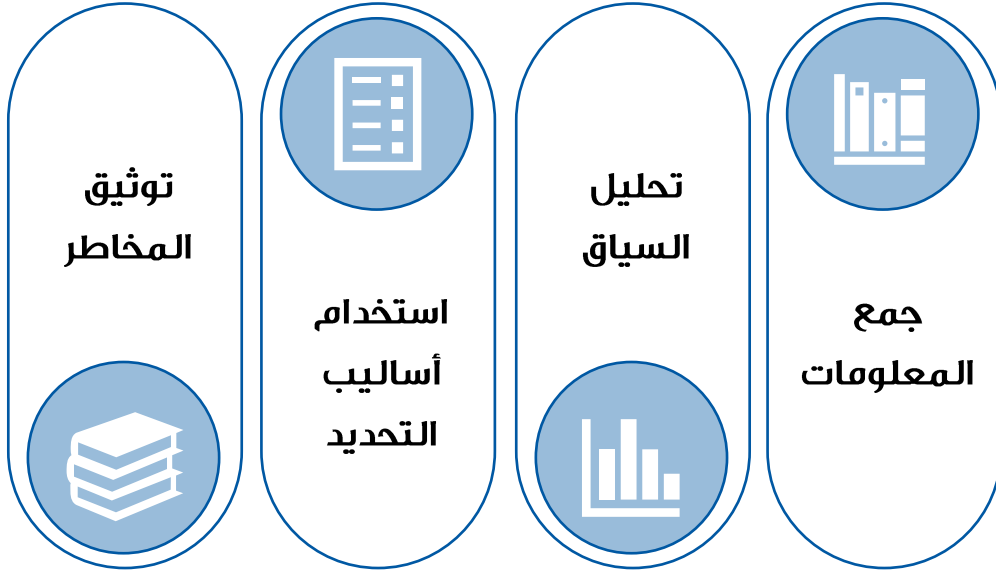 جمع
المعلومات
تحليل
السياق
استخدام
أساليب
التحديد
توثيق
المخاطر